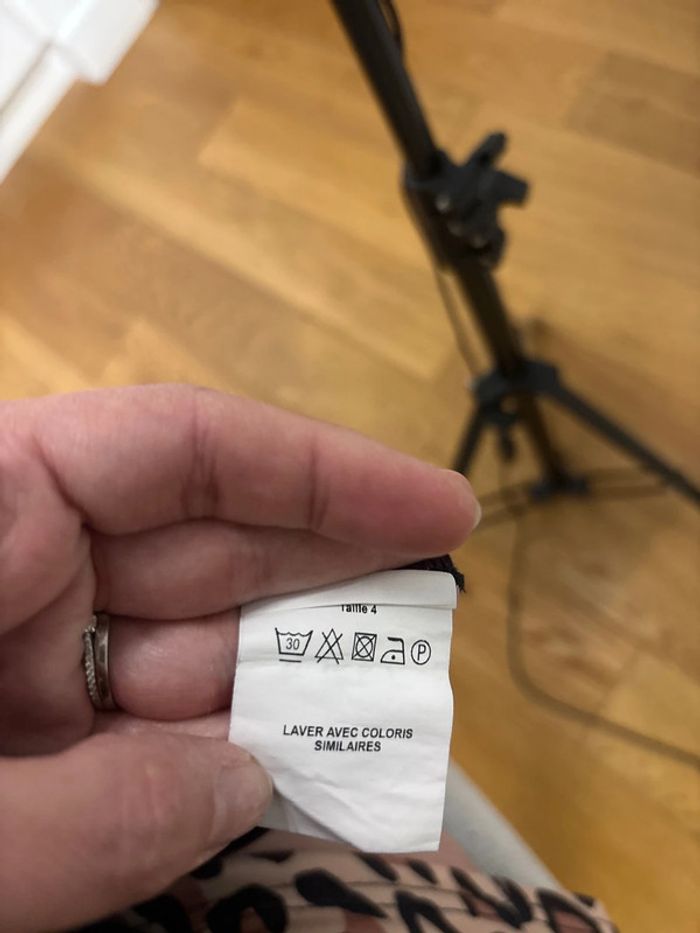 Taille 4
30 P
LAVER AVEC COLORIS
SIMILAIRES